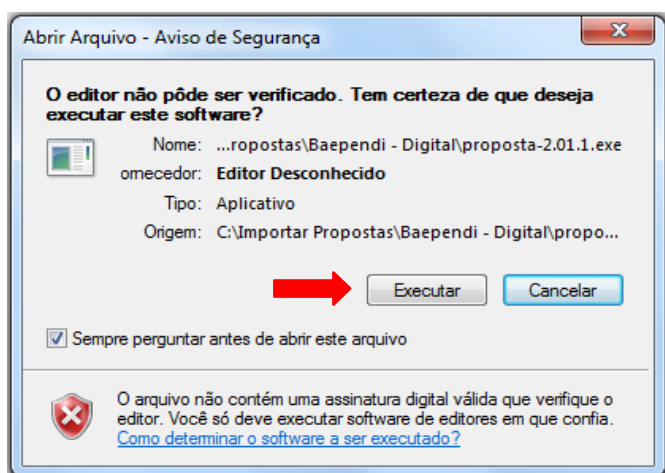 Abrir Arquivo - Aviso de Segurança
O editor não pôde ser verificado. Tem certeza de que deseja
executar este software?
Nome: ...ropostas\Baependi - Digital\proposta-2.01.1.exe
omecedor: Editor Desconhecido
Tipo: Aplicativo
Origem: C:\Importar Propostas\Baependi - Digital\propo...
Executar Cancelar
Sempre perguntar antes de abrir este arquivo
O arquivo não contém uma assinatura digital válida que verifique o
editor. Você só deve executar software de editores em que confia.
Como determinar o software a ser executado?